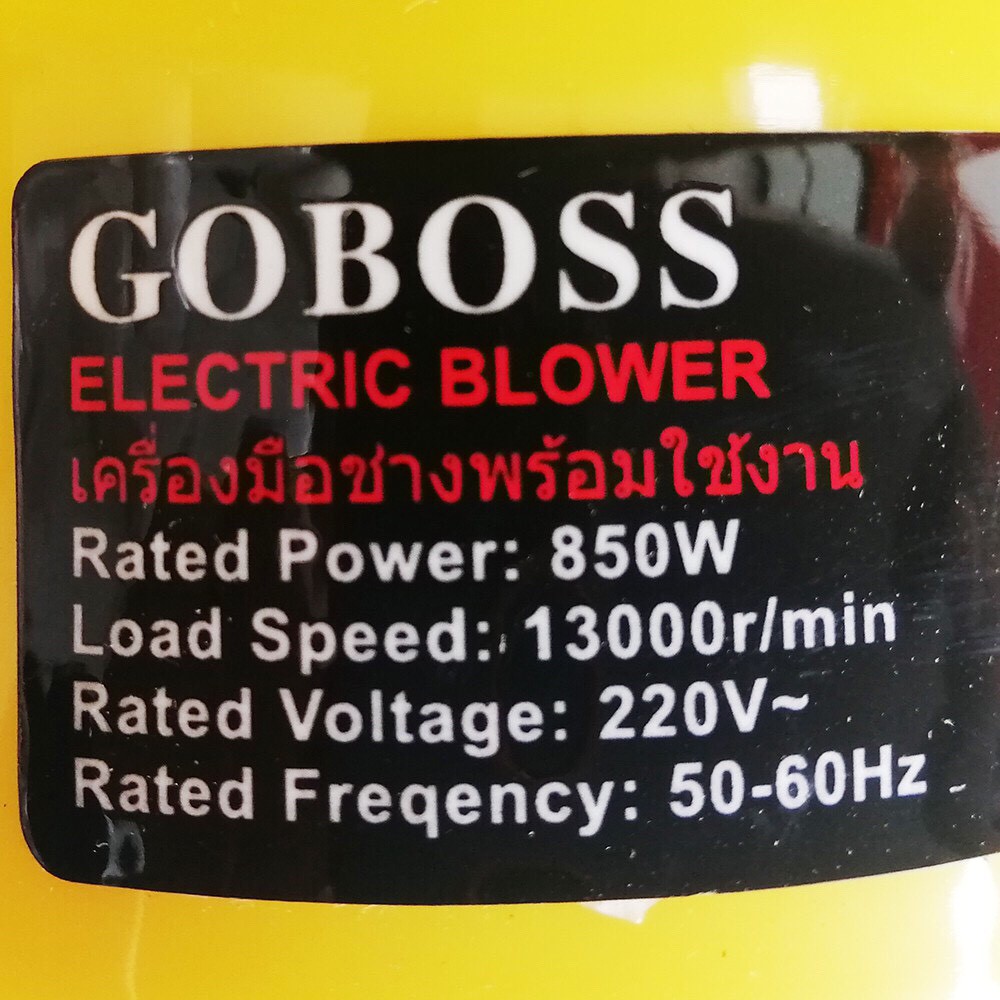 GOBOSS
ELECTRIC BLOWER
เครื่องมือช่างพร้อมใช้งาน
Rated Power: 850W
Load Speed: 13000r/min
Rated Voltage: 220V~
Rated Freqency: 50-60Hz